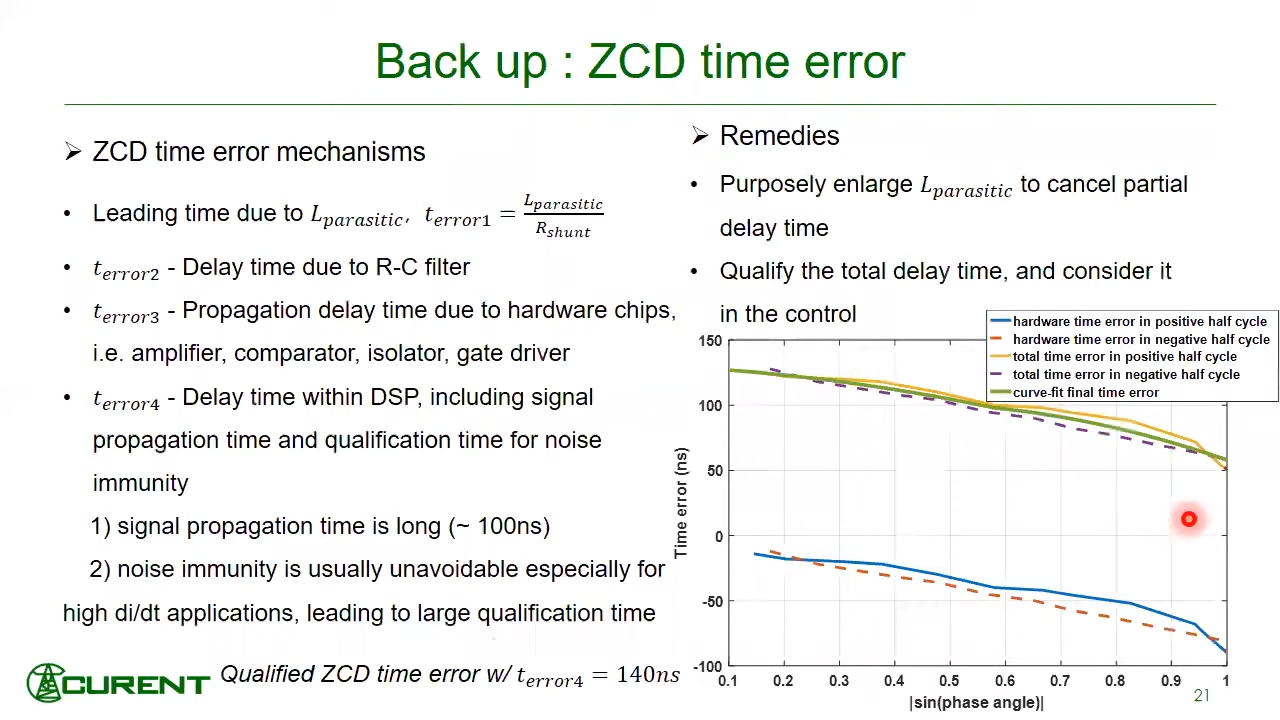 Back up : ZCD time error
➢ ZCD time error mechanisms
• Leading time due to L_parasitic, t_error1 = L_parasitic / R_shunt
• t_error2 - Delay time due to R-C filter
• t_error3 - Propagation delay time due to hardware chips,
i.e. amplifier, comparator, isolator, gate driver
• t_error4 - Delay time within DSP, including signal
propagation time and qualification time for noise
immunity
1) signal propagation time is long (~ 100ns)
2) noise immunity is usually unavoidable especially for
high di/dt applications, leading to large qualification time
Qualified ZCD time error w/ t_error4 = 140ns
CURENT
➢ Remedies
• Purposely enlarge L_parasitic to cancel partial
delay time
• Qualify the total delay time, and consider it
in the control
hardware time error in positive half cycle
hardware time error in negative half cycle
total time error in positive half cycle
total time error in negative half cycle
curve-fit final time error
Time error (ns)
150
100
50
0
-50
-100
0.1 0.2 0.3 0.4 0.5 0.6 0.7 0.8 0.9 1
|sin(phase angle)|
21